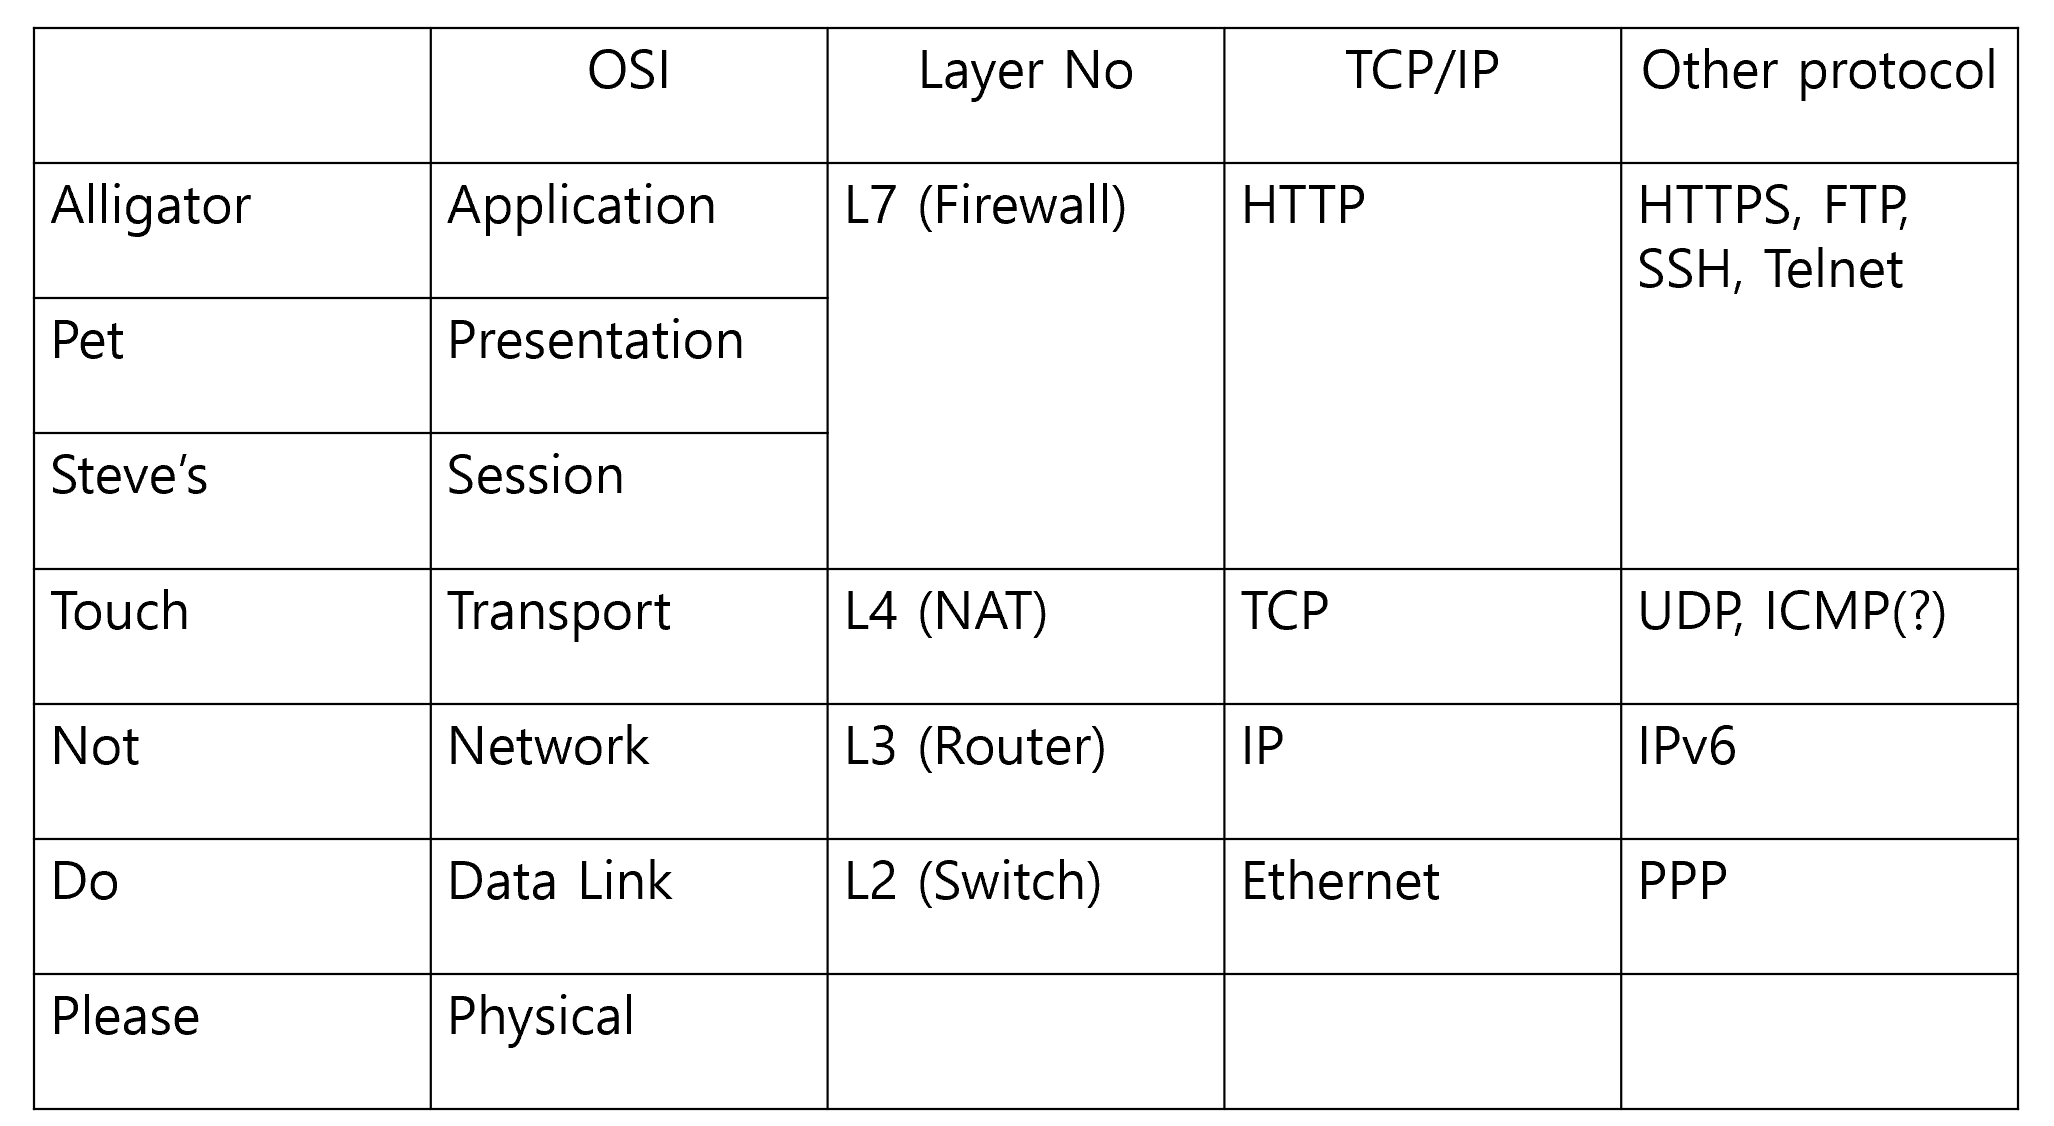 OSI
Layer No
TCP/IP
Other protocol
Alligator
Application
L7 (Firewall)
HTTP
HTTPS, FTP,
SSH, Telnet
Pet
Presentation
Steve’s
Session
Touch
Transport
L4 (NAT)
TCP
UDP, ICMP(?)
Not
Network
L3 (Router)
IP
IPv6
Do
Data Link
L2 (Switch)
Ethernet
PPP
Please
Physical